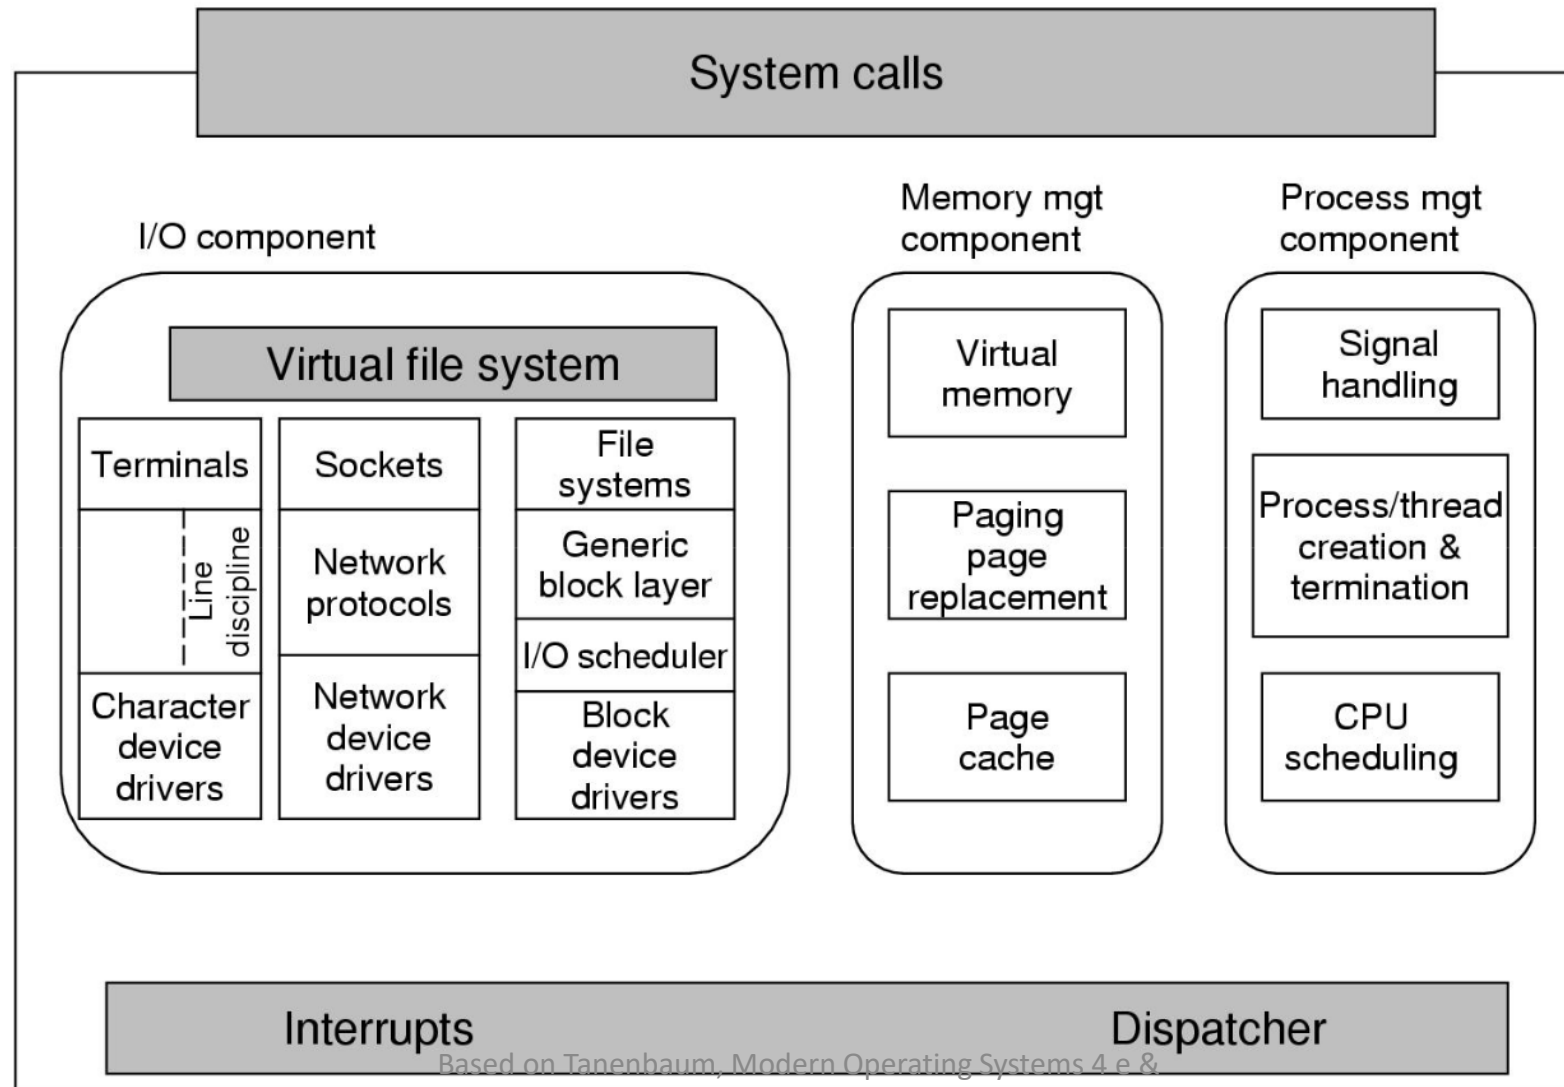 System calls
I/O component
Memory mgt
component
Process mgt
component
Virtual file system
Terminals
Line
discipline
Character
device
drivers
Sockets
Network
protocols
Network
device
drivers
File
systems
Generic
block layer
I/O scheduler
Block
device
drivers
Virtual
memory
Paging
page
replacement
Page
cache
Signal
handling
Process/thread
creation &
termination
CPU
scheduling
Interrupts
Dispatcher
Based on Tanenbaum, Modern Operating Systems 4 e &